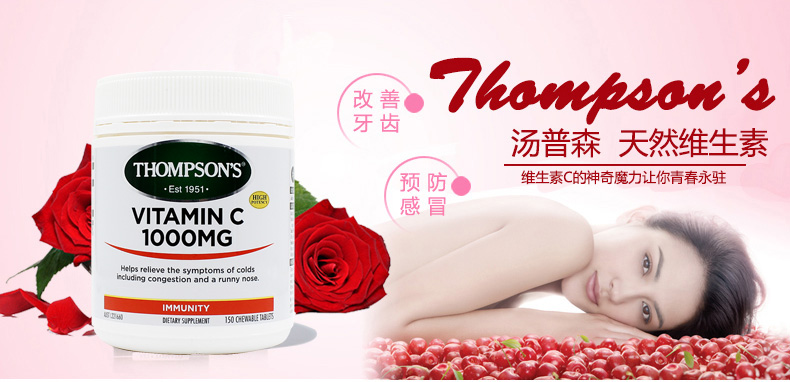 Thompson's
汤普森 天然维生素
维生素C的神奇魔力让你青春永驻
改善
牙齿
预防
感冒
THOMPSON'S
• Est 1951 •
HIGH
POTENCY
VITAMIN C
1000MG
Helps relieve the symptoms of colds
including congestion and a runny nose.
IMMUNITY
DIETARY SUPPLEMENT 150 CHEWABLE TABLETS